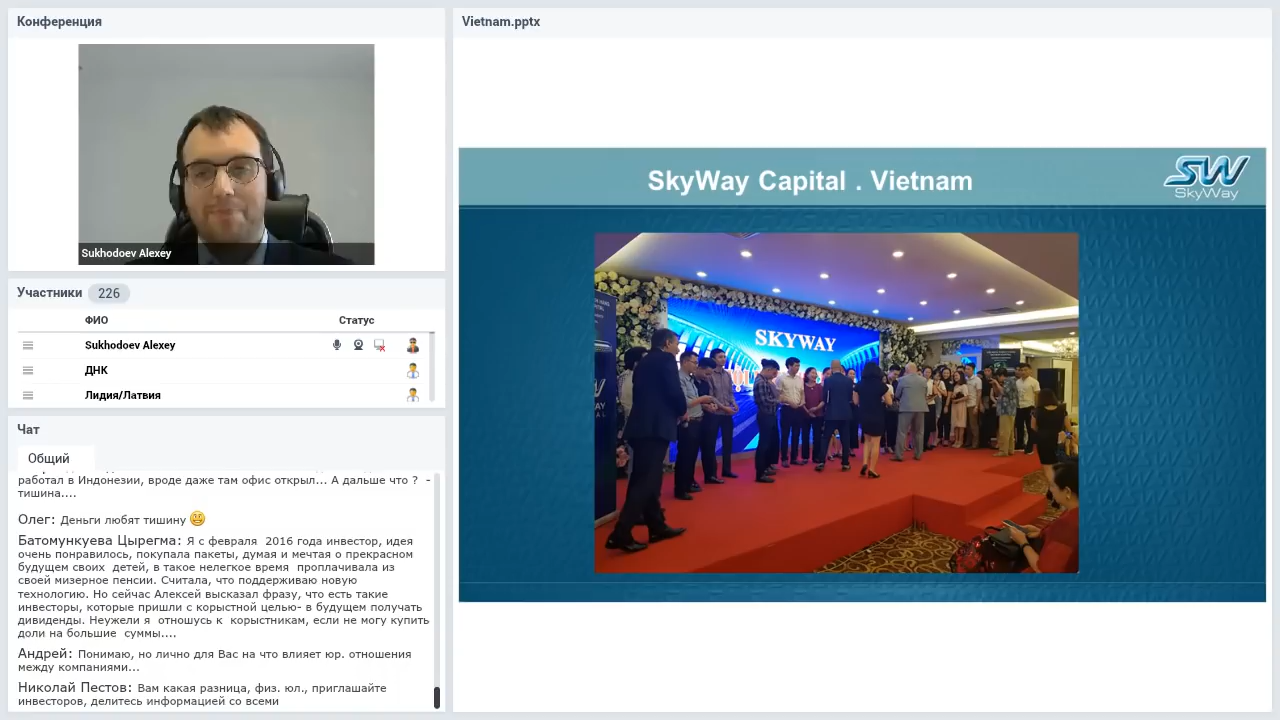 Конференция
Sukhodoev Alexey
Участники 226
ФИО Статус
Sukhodoev Alexey
ДНК
Лидия/Латвия
Чат
Общий
работал в Индонезии, вроде даже там офис открыл... А дальше что ? -
тишина....
Олег: Деньги любят тишину
Батомункуева Цырегма: Я с февраля 2016 года инвестор, идея
очень понравилось, покупала пакеты, думая и мечтая о прекрасном
будущем своих детей, в такое нелегкое время проплачивала из
своей мизерное пенсии. Считала, что поддерживаю новую
технологию. Но сейчас Алексей высказал фразу, что есть такие
инвесторы, которые пришли с корыстной целью- в будущем получать
дивиденды. Неужели я отношусь к корыстникам, если не могу купить
доли на большие суммы....
Андрей: Понимаю, но лично для Вас на что влияет юр. отношения
между компаниями...
Николай Пестов: Вам какая разница, физ. юл., приглашайте
инвесторов, делитесь информацией со всеми
Vietnam.pptx
SkyWay Capital . Vietnam
SW
SkyWay
SKYWAY